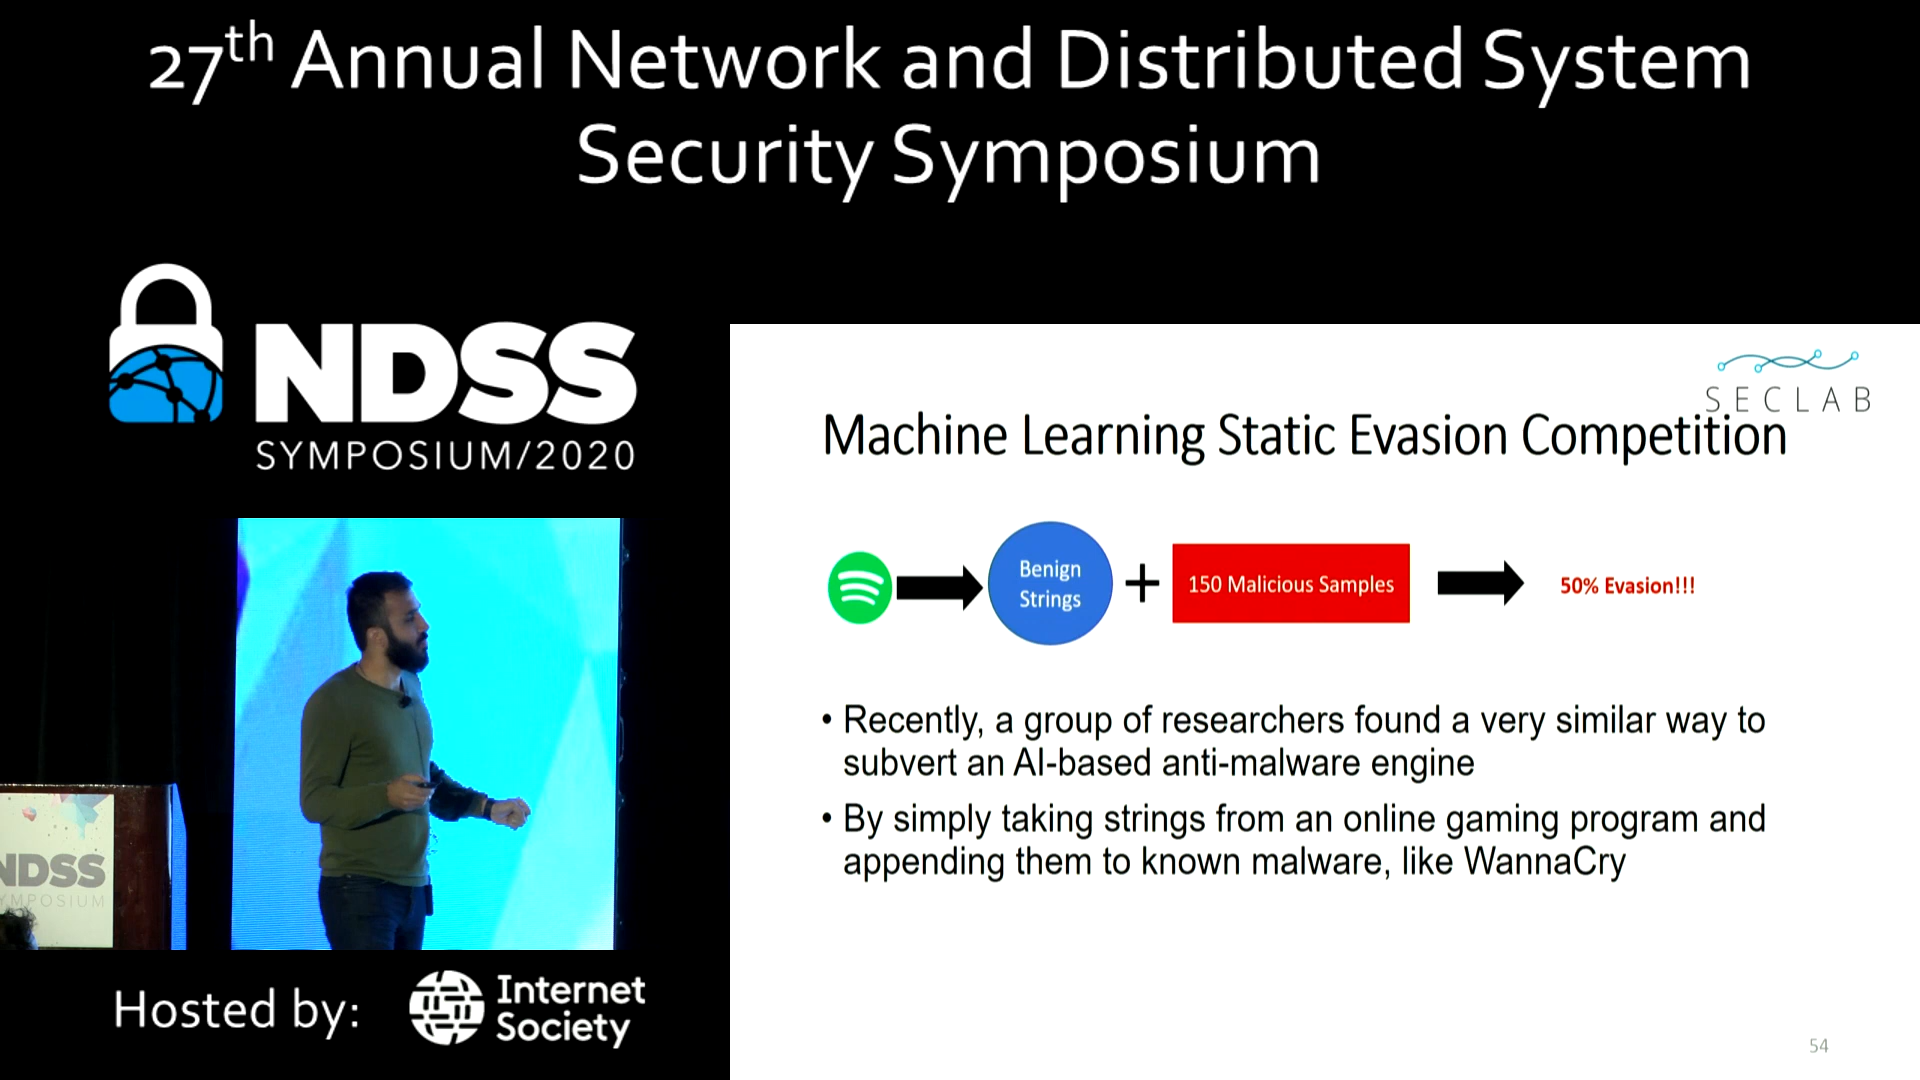 27th Annual Network and Distributed System
Security Symposium
NDSS
SYMPOSIUM/2020
SECLAB
Machine Learning Static Evasion Competition
Benign
Strings
+
150 Malicious Samples
50% Evasion!!!
• Recently, a group of researchers found a very similar way to
subvert an AI-based anti-malware engine
• By simply taking strings from an online gaming program and
appending them to known malware, like WannaCry
NDSS
YMPOSIUM
Hosted by:
Internet
Society
54